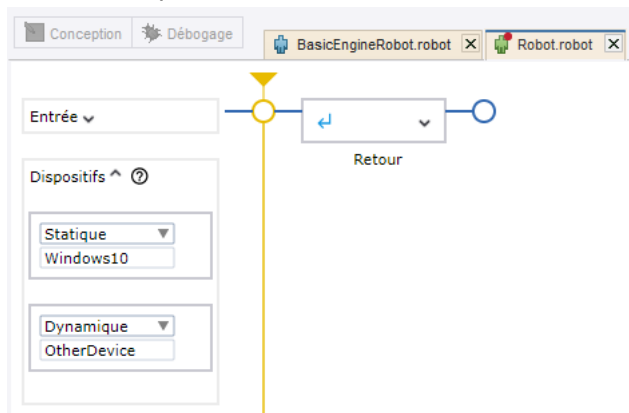 Conception Débogage BasicEngineRobot.robot Robot.robot
Entrée
Retour
Dispositifs
Statique
Windows10
Dynamique
OtherDevice